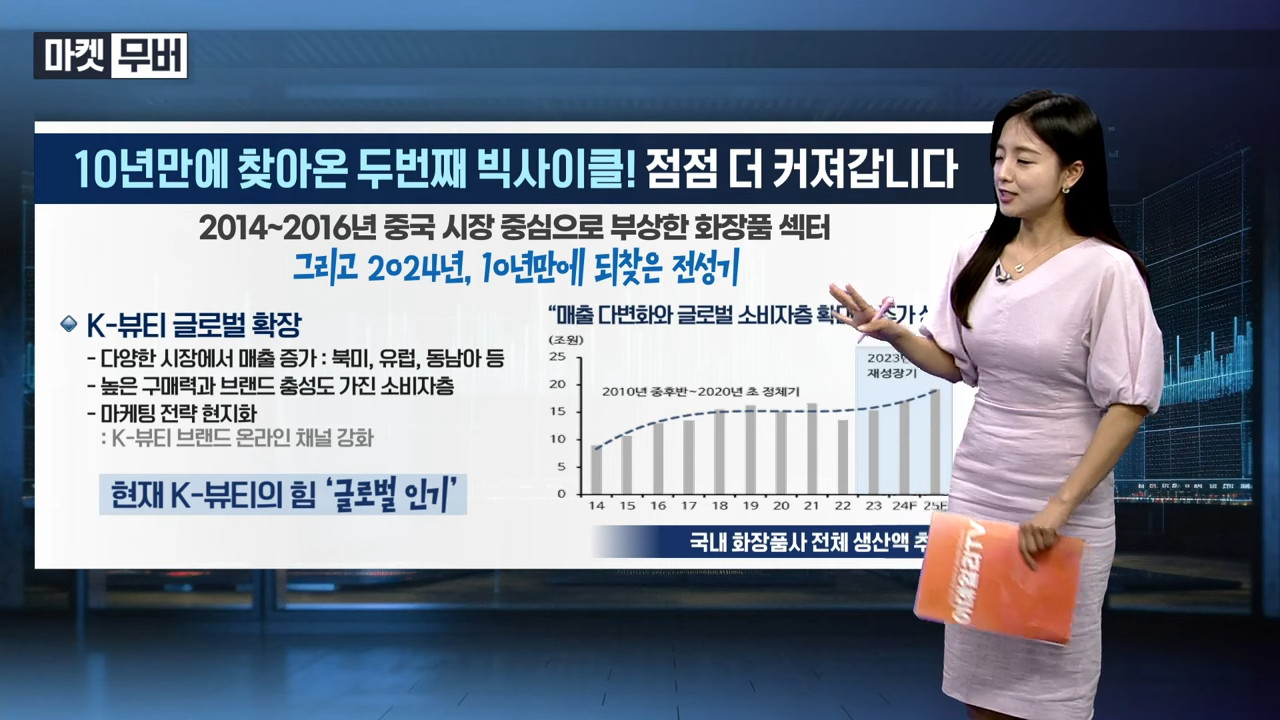 마켓 무버
10년만에 찾아온 두번째 빅사이클! 점점 더 커져갑니다
2014~2016년 중국 시장 중심으로 부상한 화장품 섹터
그리고 2024년, 10년만에 되찾은 전성기
K-뷰티 글로벌 확장
- 다양한 시장에서 매출 증가 : 북미, 유럽, 동남아 등
- 높은 구매력과 브랜드 충성도 가진 소비자층
- 마케팅 전략 현지화
: K-뷰티 브랜드 온라인 채널 강화
현재 K-뷰티의 힘 ‘글로벌 인기’
“매출 다변화와 글로벌 소비자층
(조원)
25
20
15
10
5
0
2010년 중후반~2020년 초 정체기
2023
재성장기
14 15 16 17 18 19 20 21 22 23 24F 25F
국내 화장품사 전체 생산액
이데일리TV